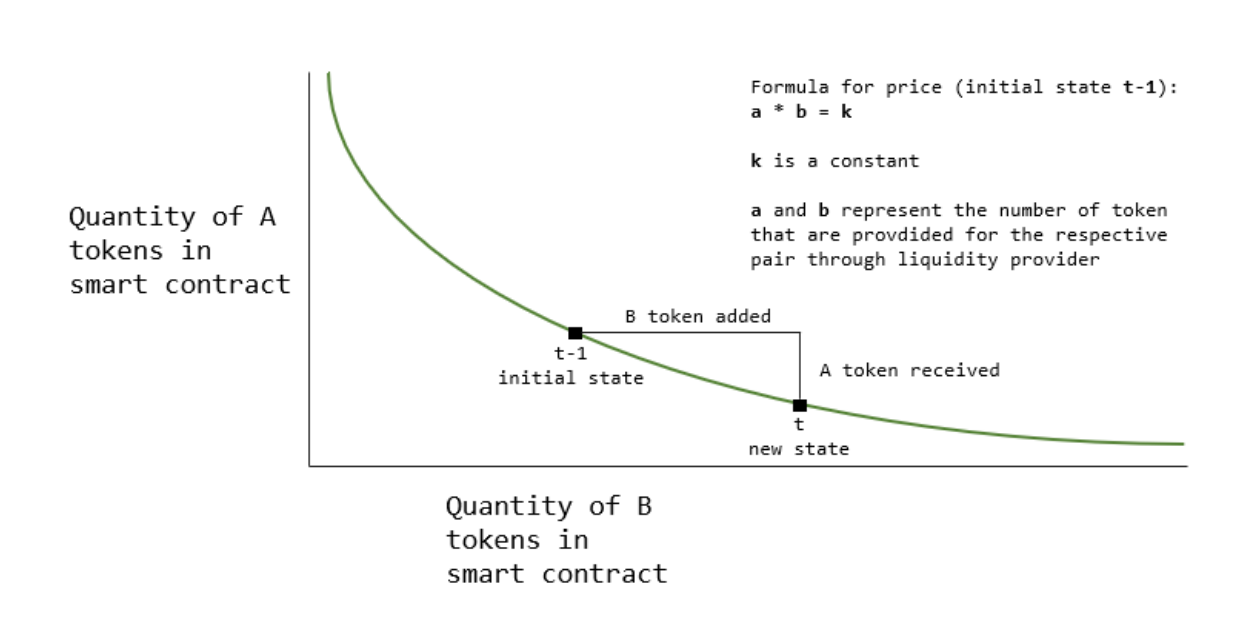 Formula for price (initial state t-1):
a * b = k
k is a constant
a and b represent the number of token
that are provdided for the respective
pair through liquidity provider
Quantity of A
tokens in
smart contract
B token added
t-1
initial state
A token received
t
new state
Quantity of B
tokens in
smart contract